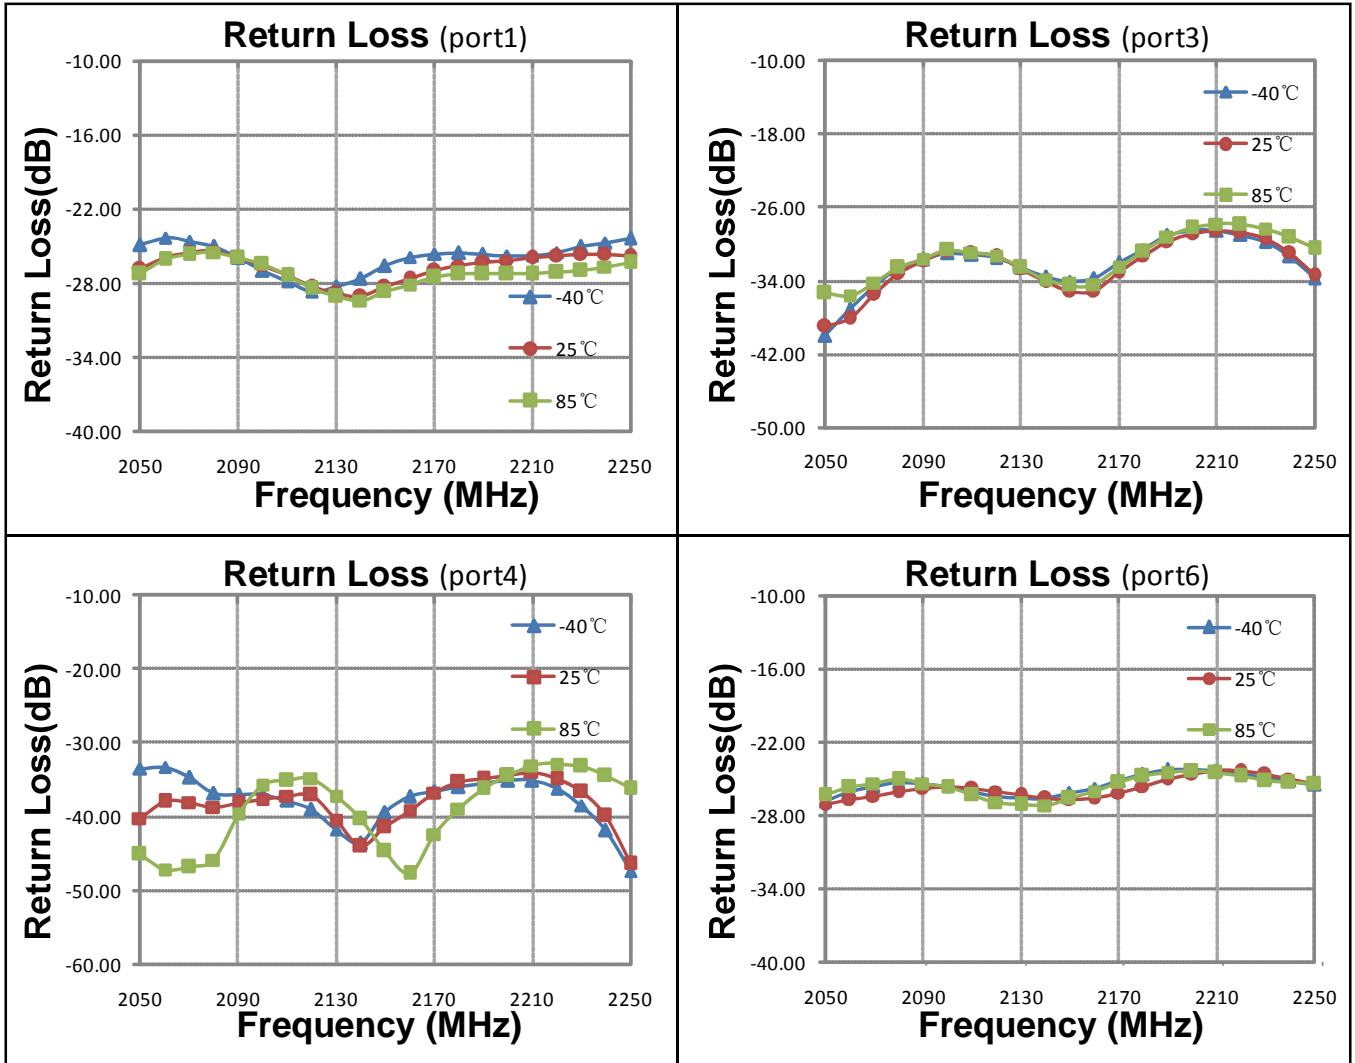 Return Loss (port1)
Return Loss(dB)
-10.00
-16.00
-22.00
-28.00
-34.00
-40.00
-40℃
25℃
85℃
2050 2090 2130 2170 2210 2250
Frequency (MHz)
Return Loss (port3)
Return Loss(dB)
-10.00
-18.00
-26.00
-34.00
-42.00
-50.00
-40℃
25℃
85℃
2050 2090 2130 2170 2210 2250
Frequency (MHz)
Return Loss (port4)
Return Loss(dB)
-10.00
-20.00
-30.00
-40.00
-50.00
-60.00
-40℃
25℃
85℃
2050 2090 2130 2170 2210 2250
Frequency (MHz)
Return Loss (port6)
Return Loss(dB)
-10.00
-16.00
-22.00
-28.00
-34.00
-40.00
-40℃
25℃
85℃
2050 2090 2130 2170 2210 2250
Frequency (MHz)